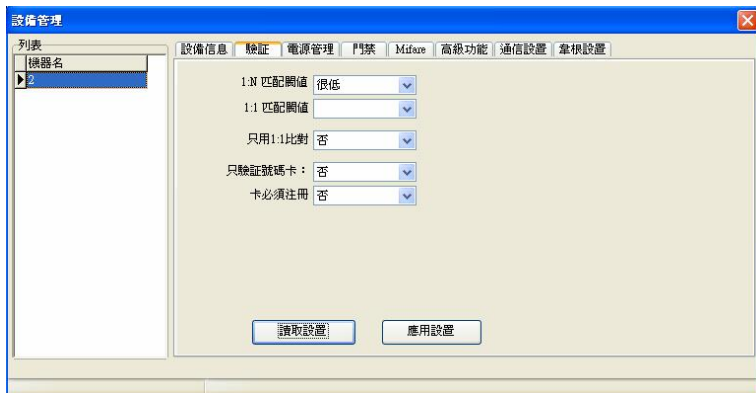 設備管理
列表
機器名
2
設備信息 驗証 電源管理 門禁 Mifare 高級功能 通信設置 韋根設置
1:N 匹配閥值 很低
1:1 匹配閥值
只用1:1比對 否
只驗証號碼卡： 否
卡必須注冊 否
讀取設置 應用設置